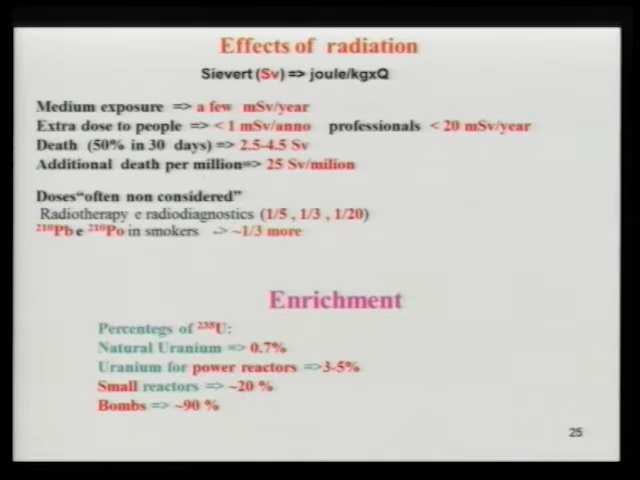 Effects of radiation
Sievert (Sv) => joule/kgxQ
Medium exposure => a few mSv/year
Extra dose to people => < 1 mSv/anno professionals < 20 mSv/year
Death (50% in 30 days) => 2.5-4.5 Sv
Additional death per million=> 25 Sv/milion
Doses“often non considered”
Radiotherapy e radiodiagnostics (1/5 , 1/3 , 1/20)
²¹⁰Pb e ²¹⁰Po in smokers -> ~1/3 more
Enrichment
Percentegs of ²³⁵U:
Natural Uranium => 0.7%
Uranium for power reactors =>3-5%
Small reactors => ~20 %
Bombs => ~90 %
25